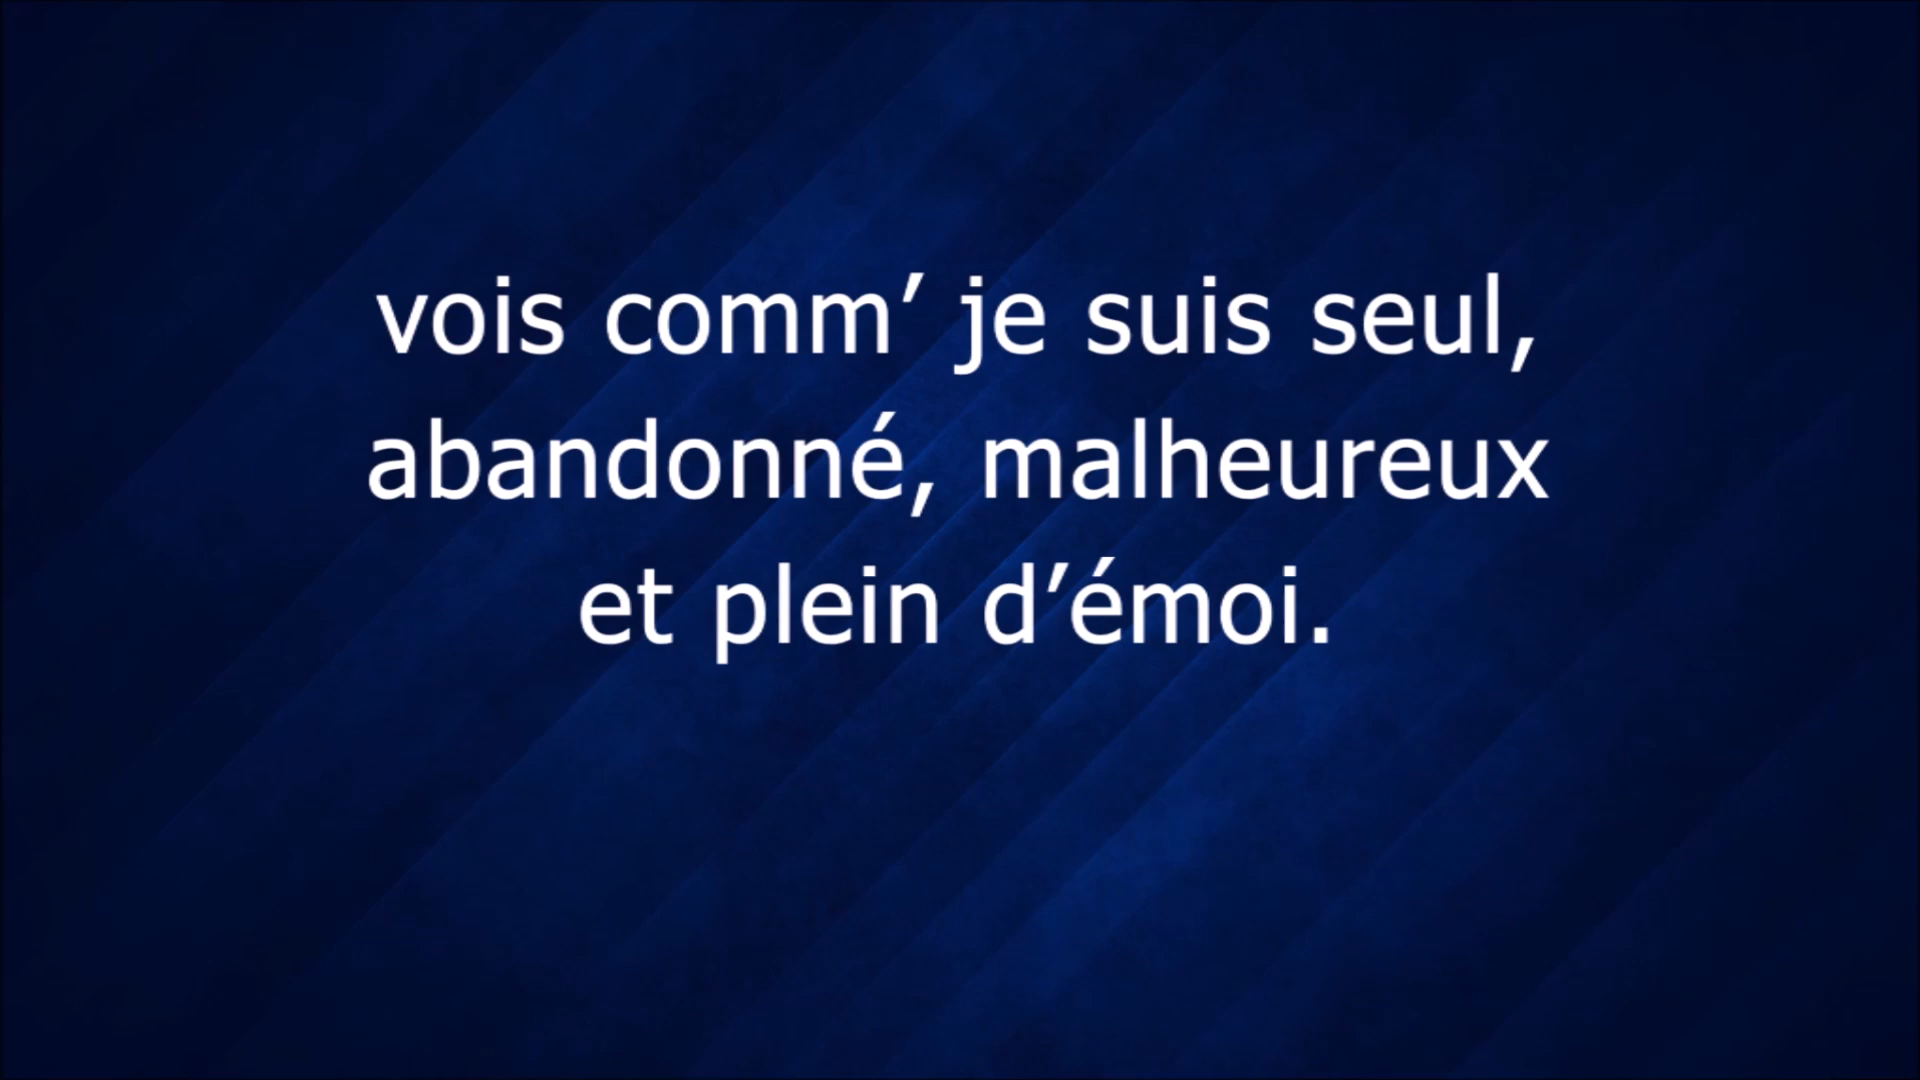 vois comm’ je suis seul,
abandonné, malheureux
et plein d’émoi.